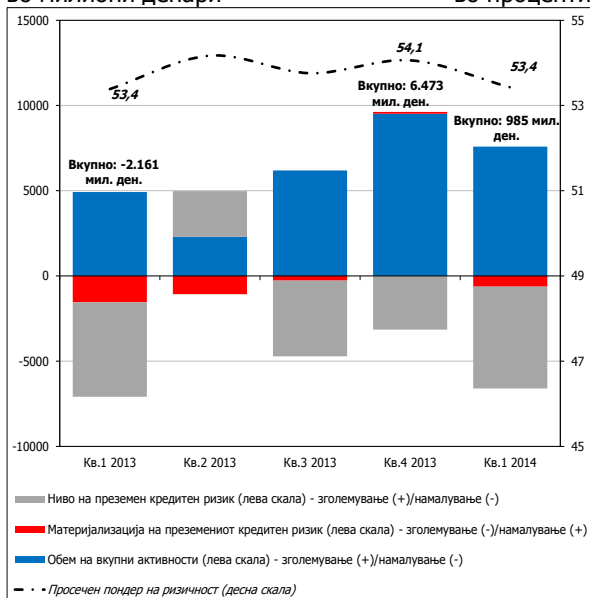 во милиони денари во проценти
15000 55
54,1
53,4 53,4
Вкупно: 6.473
мил. ден.
10000 53
Вкупно: 985 мил.
ден.
Вкупно: -2.161
мил. ден.
5000 51
0 49
-5000 47
-10000 45
Кв.1 2013 Кв.2 2013 Кв.3 2013 Кв.4 2013 Кв.1 2014
Ниво на преземен кредитен ризик (лева скала) - зголемување (+)/намалување (-)
Материјализација на преземениот кредитен ризик (лева скала) - зголемување (-)/намалување (+)
Обем на вкупни активности (лева скала) - зголемување (+)/намалување (-)
Просечен пондер на ризичност (десна скала)